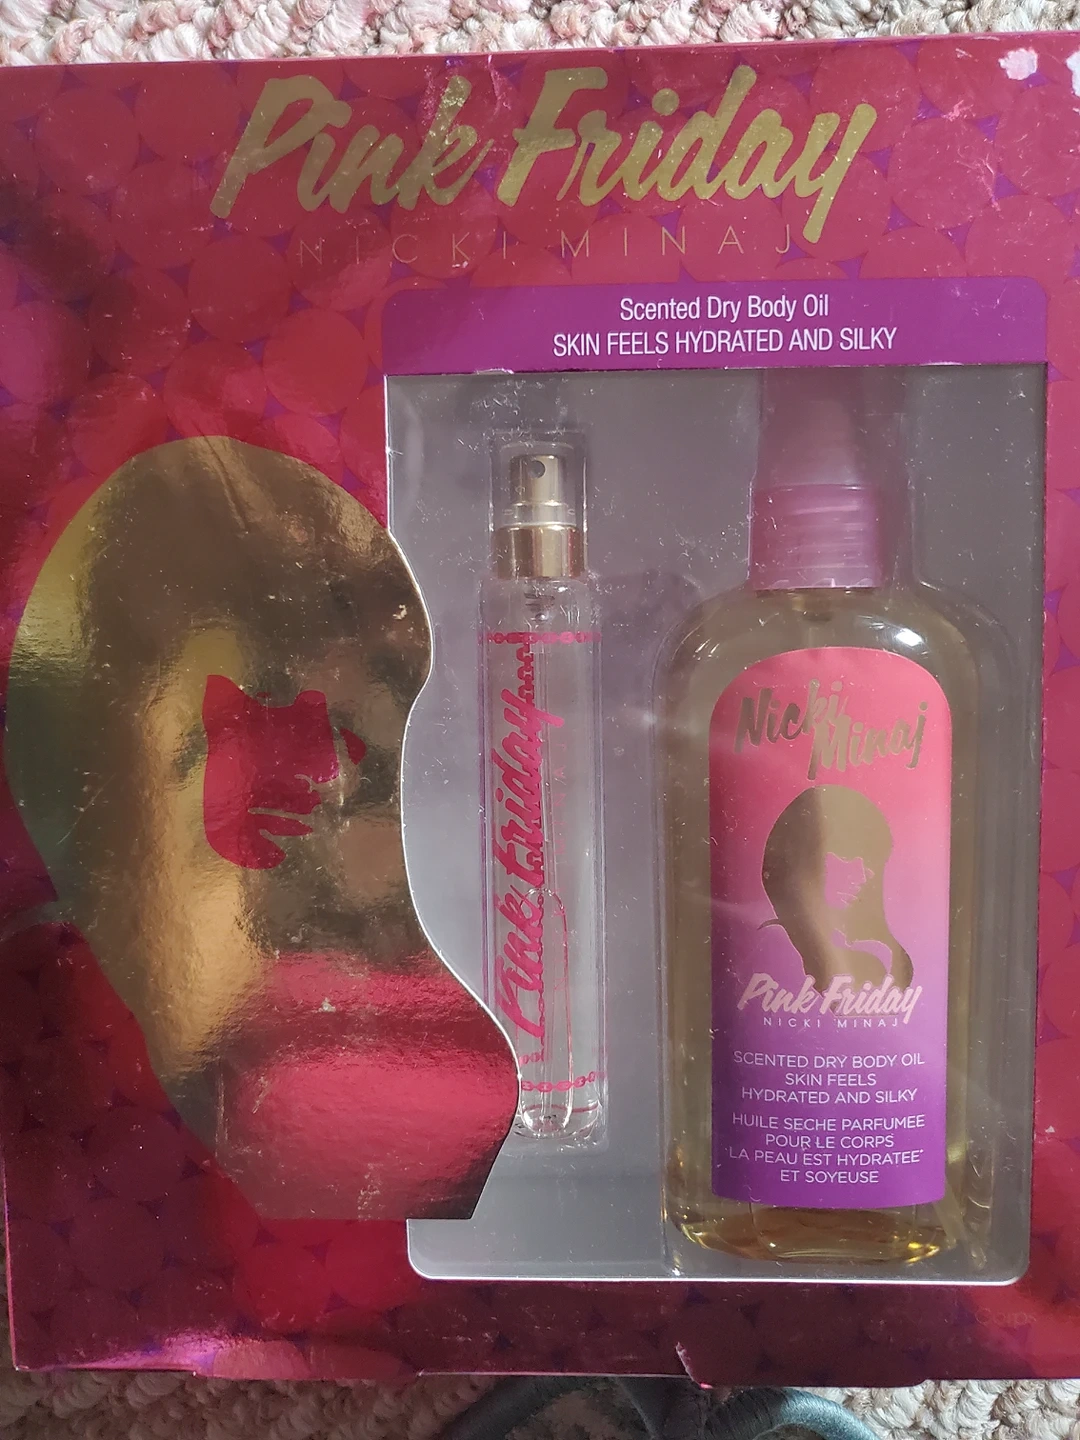 Pink Friday
NICKI MINAJ
Scented Dry Body Oil
SKIN FEELS HYDRATED AND SILKY
Pink Friday
Nicki
Minaj
Pink Friday
NICKI MINAJ
SCENTED DRY BODY OIL
SKIN FEELS
HYDRATED AND SILKY
HUILE SECHE PARFUMEE
POUR LE CORPS
LA PEAU EST HYDRATEE
ET SOYEUSE